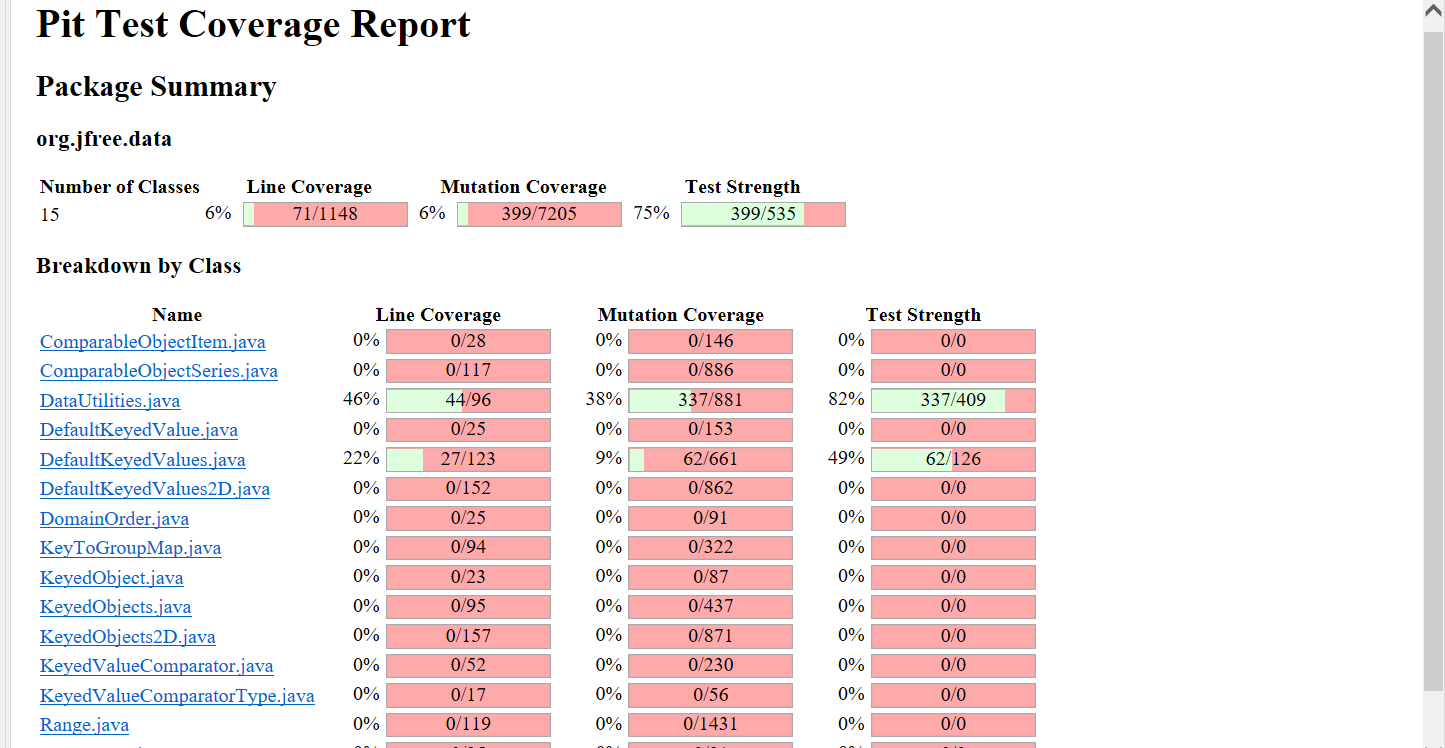 Pit Test Coverage Report
Package Summary
org.jfree.data
Number of Classes Line Coverage Mutation Coverage Test Strength
15 6% 71/1148 6% 399/7205 75% 399/535
Breakdown by Class
Name Line Coverage Mutation Coverage Test Strength
ComparableObjectItem.java 0% 0/28 0% 0/146 0% 0/0
ComparableObjectSeries.java 0% 0/117 0% 0/886 0% 0/0
DataUtilities.java 46% 44/96 38% 337/881 82% 337/409
DefaultKeyedValue.java 0% 0/25 0% 0/153 0% 0/0
DefaultKeyedValues.java 22% 27/123 9% 62/661 49% 62/126
DefaultKeyedValues2D.java 0% 0/152 0% 0/862 0% 0/0
DomainOrder.java 0% 0/25 0% 0/91 0% 0/0
KeyToGroupMap.java 0% 0/94 0% 0/322 0% 0/0
KeyedObject.java 0% 0/23 0% 0/87 0% 0/0
KeyedObjects.java 0% 0/95 0% 0/437 0% 0/0
KeyedObjects2D.java 0% 0/157 0% 0/871 0% 0/0
KeyedValueComparator.java 0% 0/52 0% 0/230 0% 0/0
KeyedValueComparatorType.java 0% 0/17 0% 0/56 0% 0/0
Range.java 0% 0/119 0% 0/1431 0% 0/0